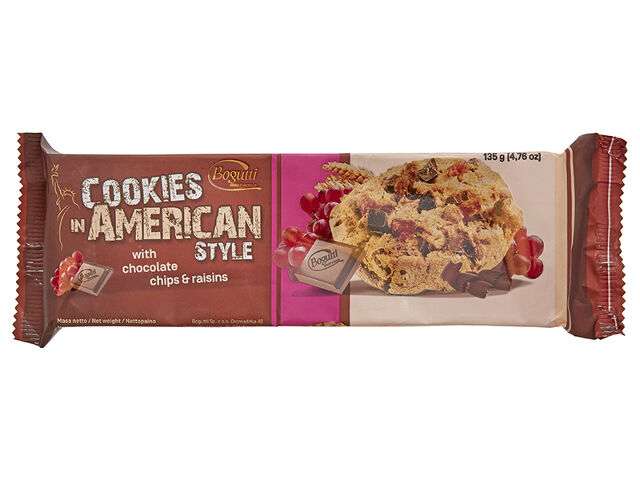 Bogutti
COOKIES
IN AMERICAN
STYLE
with
chocolate
chips & raisins
Masa netto / Net weight / Nettopaino
135 g [4,76 oz]
Bogutti